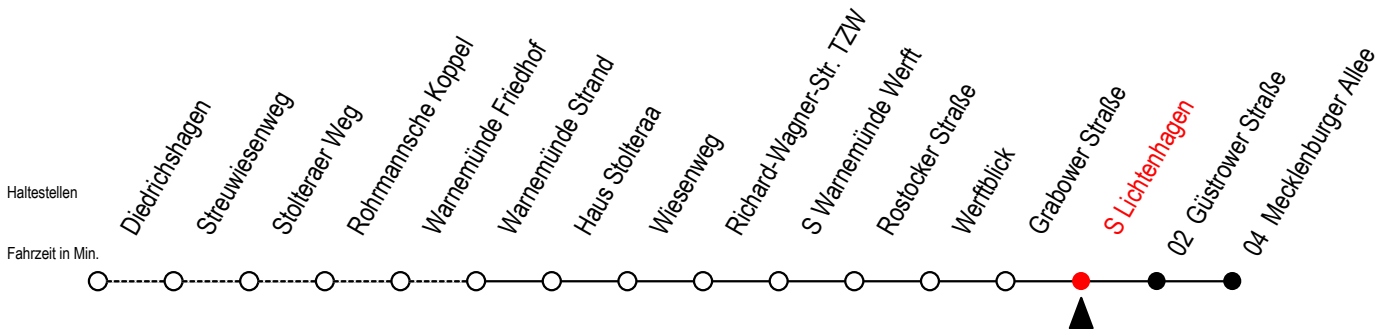 Haltestellen
Diedrichshagen
Streuwiesenweg
Stolteraer Weg
Rohrmannsche Koppel
Warnemünde Friedhof
Warnemünde Strand
Haus Stolteraa
Wiesenweg
Richard-Wagner-Str. TZW
S Warnemünde Werft
Rostocker Straße
Werftblick
Grabower Straße
S Lichtenhagen
02 Güstrower Straße
04 Mecklenburger Allee
Fahrzeit in Min.